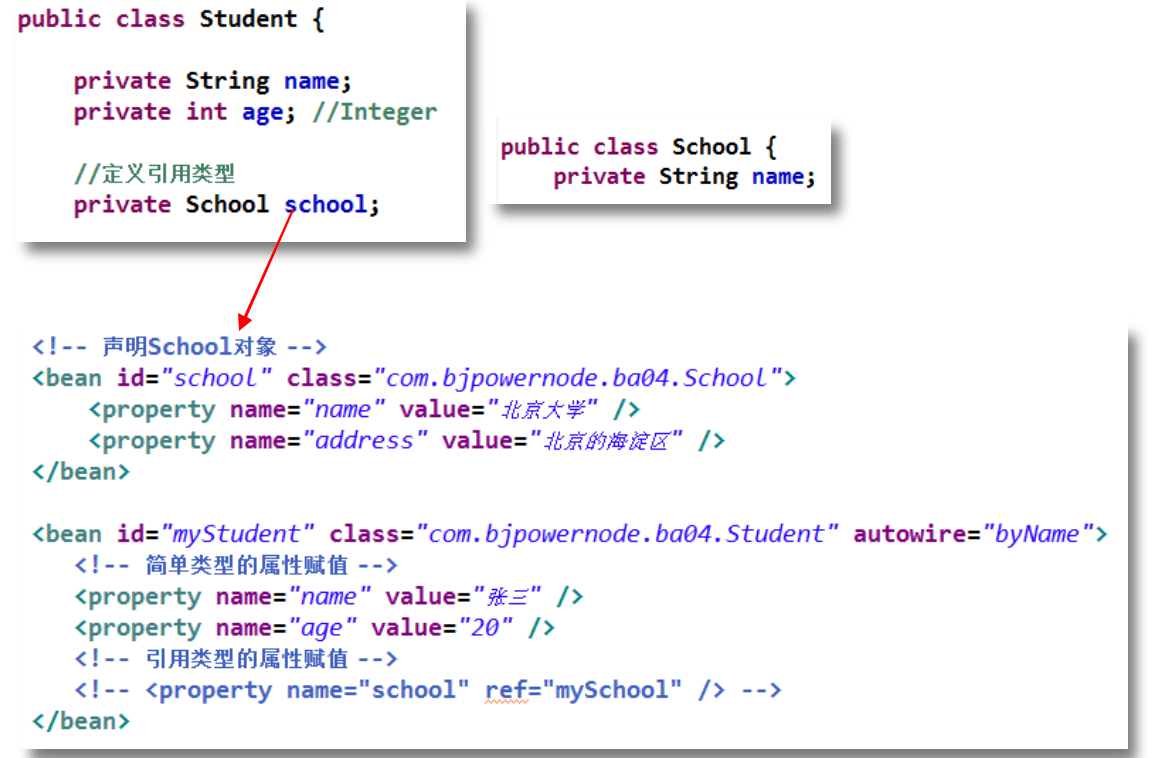 public class Student {
private String name;
private int age; //Integer
//定义引用类型
private School school;
public class School {
private String name;
<!-- 声明School对象 -->
<bean id="school" class="com.bjpowernode.ba04.School">
<property name="name" value="北京大学" />
<property name="address" value="北京的海淀区" />
</bean>
<bean id="myStudent" class="com.bjpowernode.ba04.Student" autowire="byName">
<!-- 简单类型的属性赋值 -->
<property name="name" value="张三" />
<property name="age" value="20" />
<!-- 引用类型的属性赋值 -->
<!-- <property name="school" ref="mySchool" /> -->
</bean>